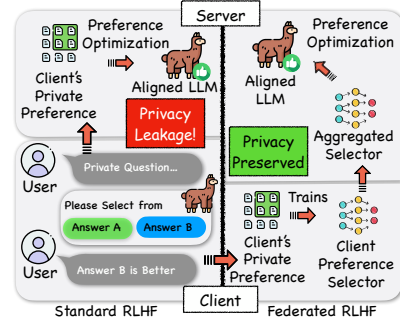 Server
Preference
Optimization
Client's
Private
Preference
Aligned LLM
Privacy
Leakage!
User
Private Question...
Please Select from
Answer A
Answer B
User
Answer B is Better
Standard RLHF
Preference
Optimization
Aligned
LLM
Aggregated
Selector
Privacy
Preserved
Trains
Client's
Private
Preference
Client
Preference
Selector
Client
Federated RLHF